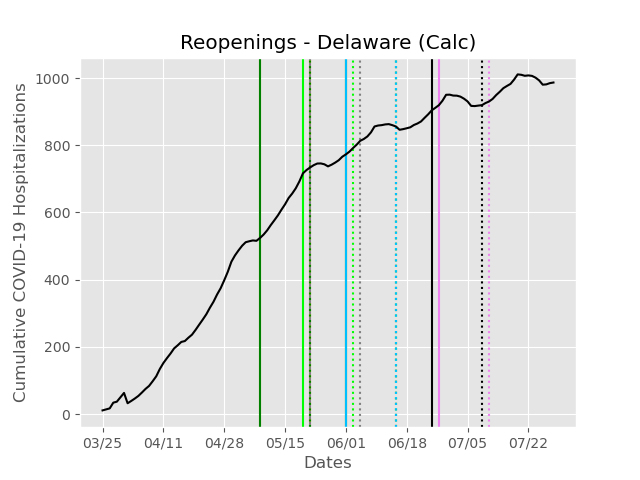 Reopenings - Delaware (Calc)
Cumulative COVID-19 Hospitalizations
1000
800
600
400
200
0
03/25 04/11 04/28 05/15 06/01 06/18 07/05 07/22
Dates